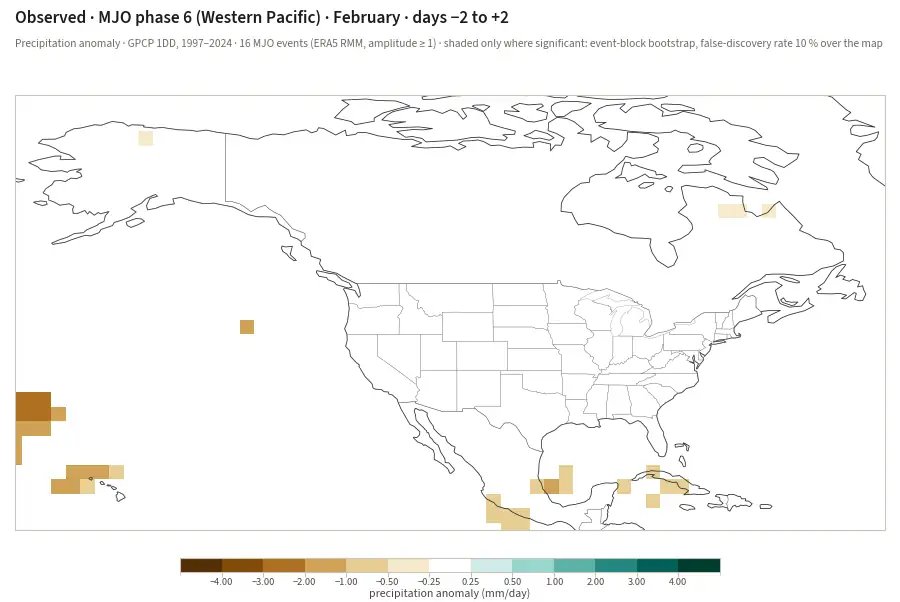 Observed · MJO phase 6 (Western Pacific) · February · days −2 to +2
Precipitation anomaly · GPCP 1DD, 1997–2024 · 16 MJO events (ERA5 RMM, amplitude ≥ 1) · shaded only where significant: event-block bootstrap, false-discovery rate 10 % over the map
−4.00 −3.00 −2.00 −1.00 −0.50 −0.25 0.25 0.50 1.00 2.00 3.00 4.00
precipitation anomaly (mm/day)